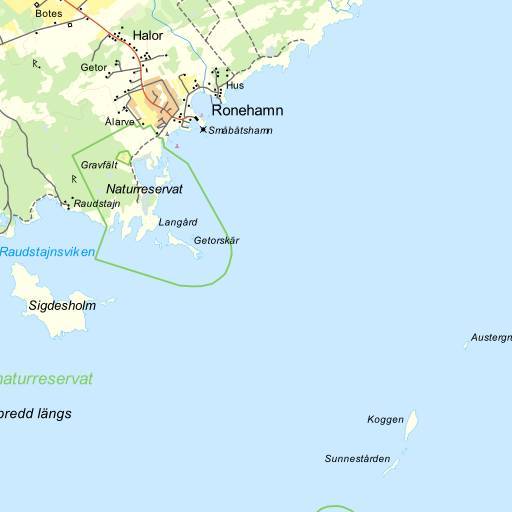 Botes
Halor
Getor
R
Hus
Ronehamn
Ålarve
Småbåtshamn
Gravfält
R
Naturreservat
Raudstajn
Langård
Getorskär
Raudstajnsviken
Sigdesholm
Austergr
naturreservat
bredd längs
Koggen
Sunnestården